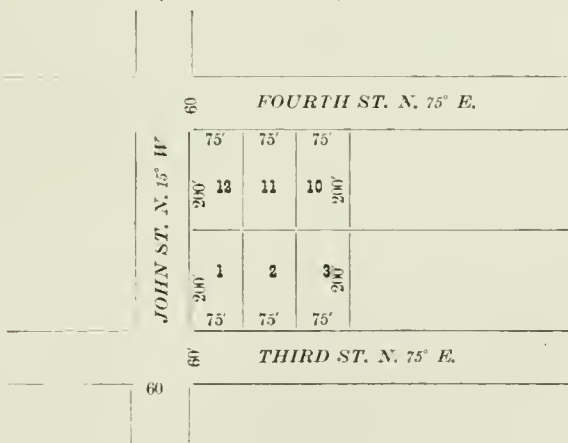 60
FOURTH ST. N. 75° E.
75' 75' 75'
JOHN ST. N. 15° W
200' 12 11 10 200'
200' 1 2 3 200'
75' 75' 75'
60'
THIRD ST. N. 75° E.
60